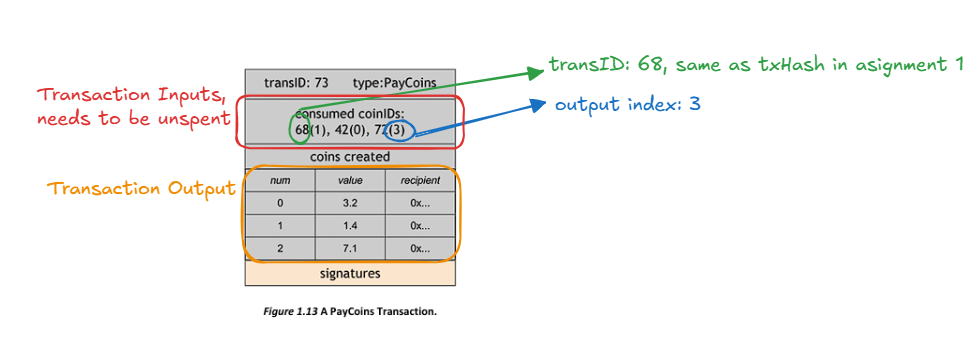 transID: 68, same as txHash in asignment 1
transID: 73 type:PayCoins
Transaction Inputs,
needs to be unspent
consumed coinIDs:
68(1), 42(0), 72(3)
output index: 3
coins created
Transaction Output
num value recipient
0 3.2 0x...
1 1.4 0x...
2 7.1 0x...
signatures
Figure 1.13 A PayCoins Transaction.